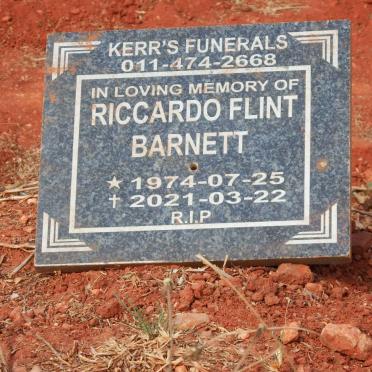 KERR'S FUNERALS
011-474-2668
IN LOVING MEMORY OF
RICCARDO FLINT
BARNETT
★ 1974-07-25
✝ 2021-03-22
R.I.P